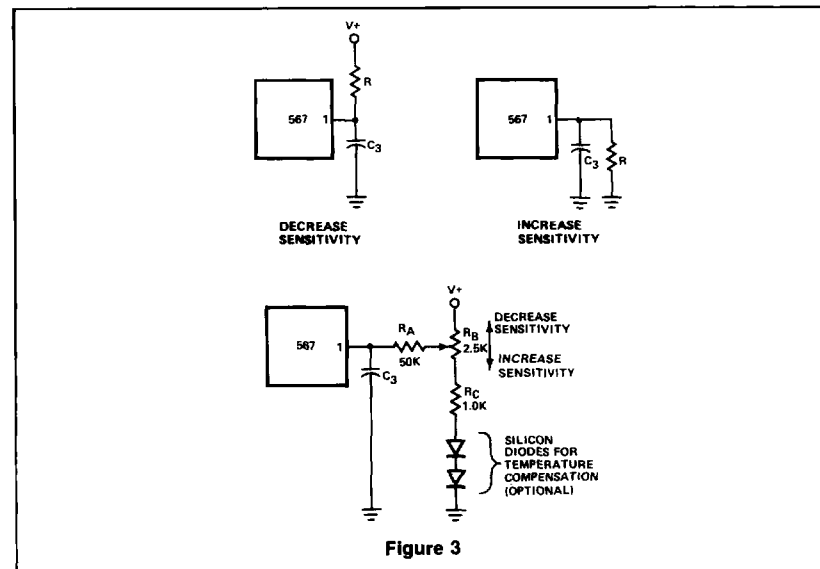 V+
R
567 1
C3
DECREASE
SENSITIVITY
567 1
C3
R
INCREASE
SENSITIVITY
V+
567 1
RA
50K
RB
2.5K
DECREASE
SENSITIVITY
INCREASE
SENSITIVITY
C3
RC
1.0K
SILICON
DIODES FOR
TEMPERATURE
COMPENSATION
(OPTIONAL)
Figure 3